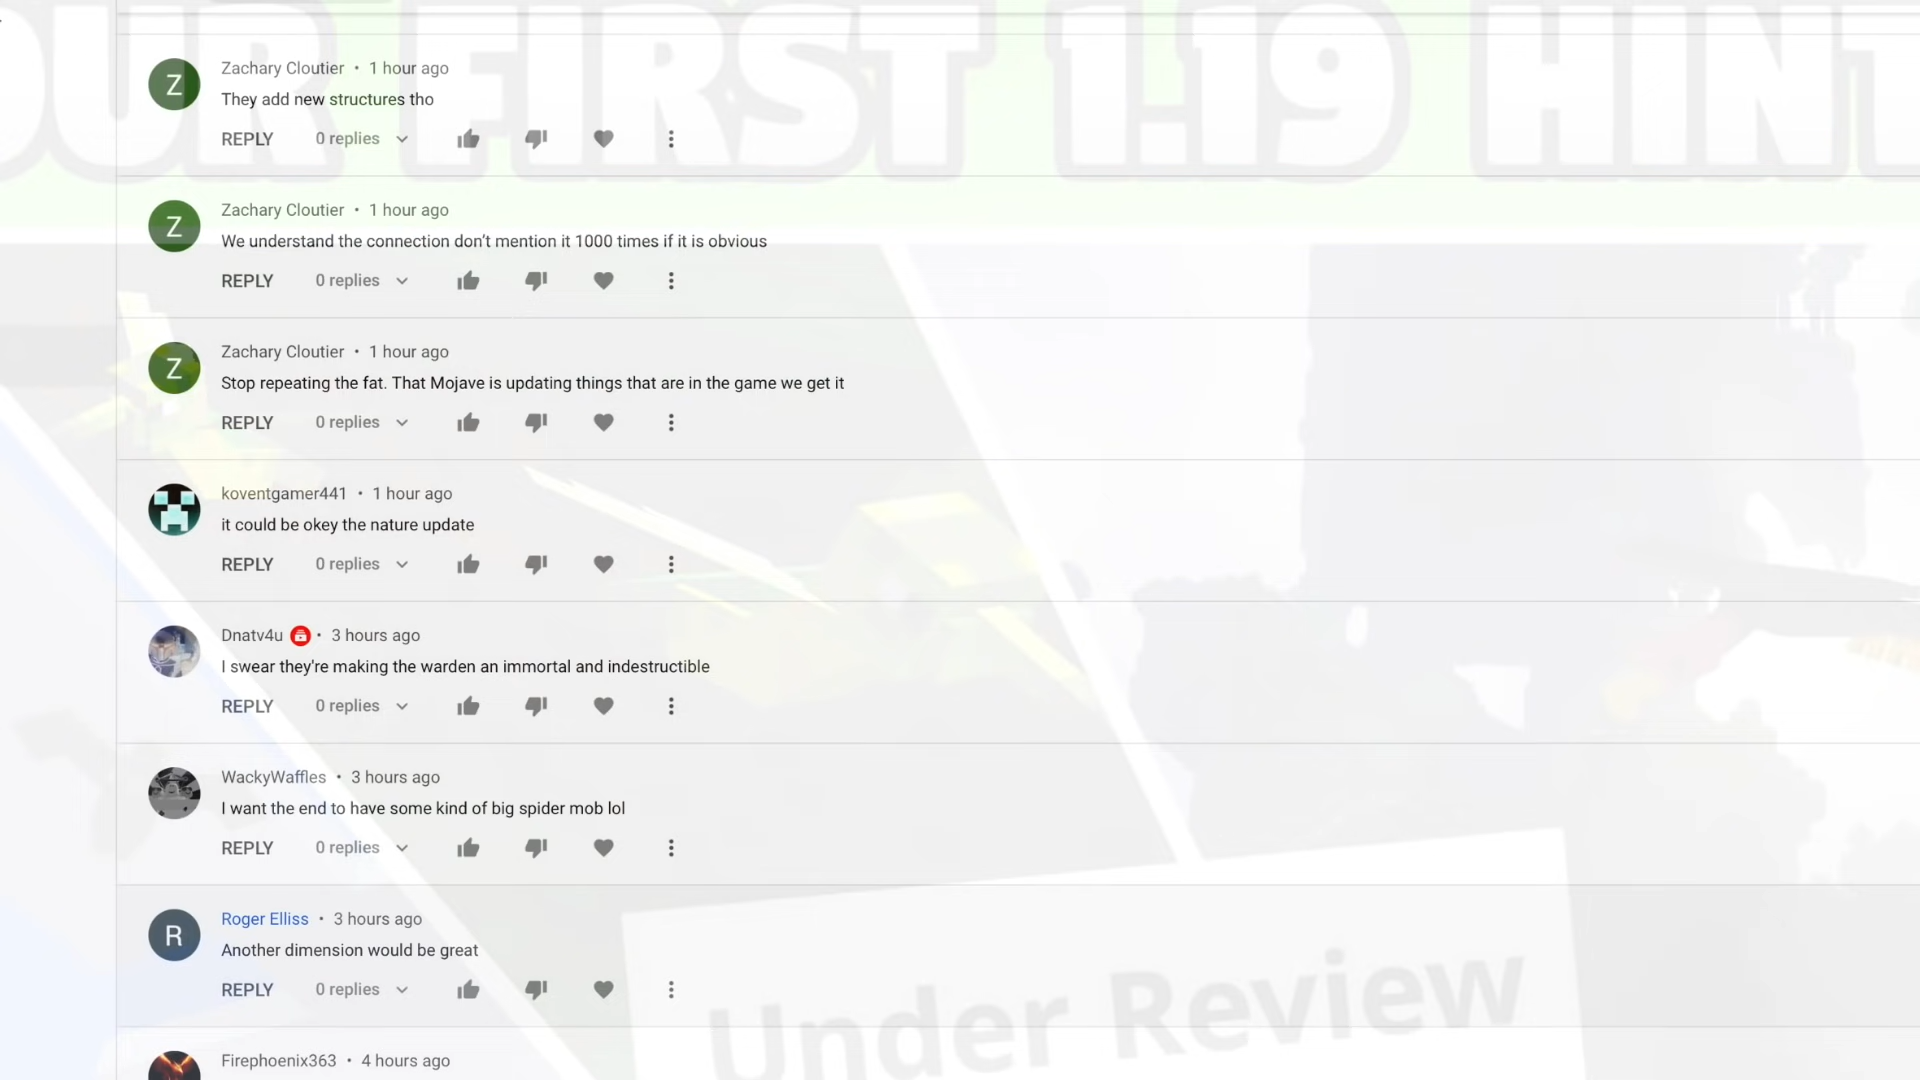 OUR FIRST 1.19 HINT
Z
Zachary Cloutier • 1 hour ago
They add new structures tho
REPLY 0 replies
Z
Zachary Cloutier • 1 hour ago
We understand the connection don't mention it 1000 times if it is obvious
REPLY 0 replies
Z
Zachary Cloutier • 1 hour ago
Stop repeating the fat. That Mojave is updating things that are in the game we get it
REPLY 0 replies
koventgamer441 • 1 hour ago
it could be okey the nature update
REPLY 0 replies
Dnatv4u • 3 hours ago
I swear they're making the warden an immortal and indestructible
REPLY 0 replies
WackyWaffles • 3 hours ago
I want the end to have some kind of big spider mob lol
REPLY 0 replies
R
Roger Elliss • 3 hours ago
Another dimension would be great
REPLY 0 replies
Under Review
Firephoenix363 • 4 hours ago